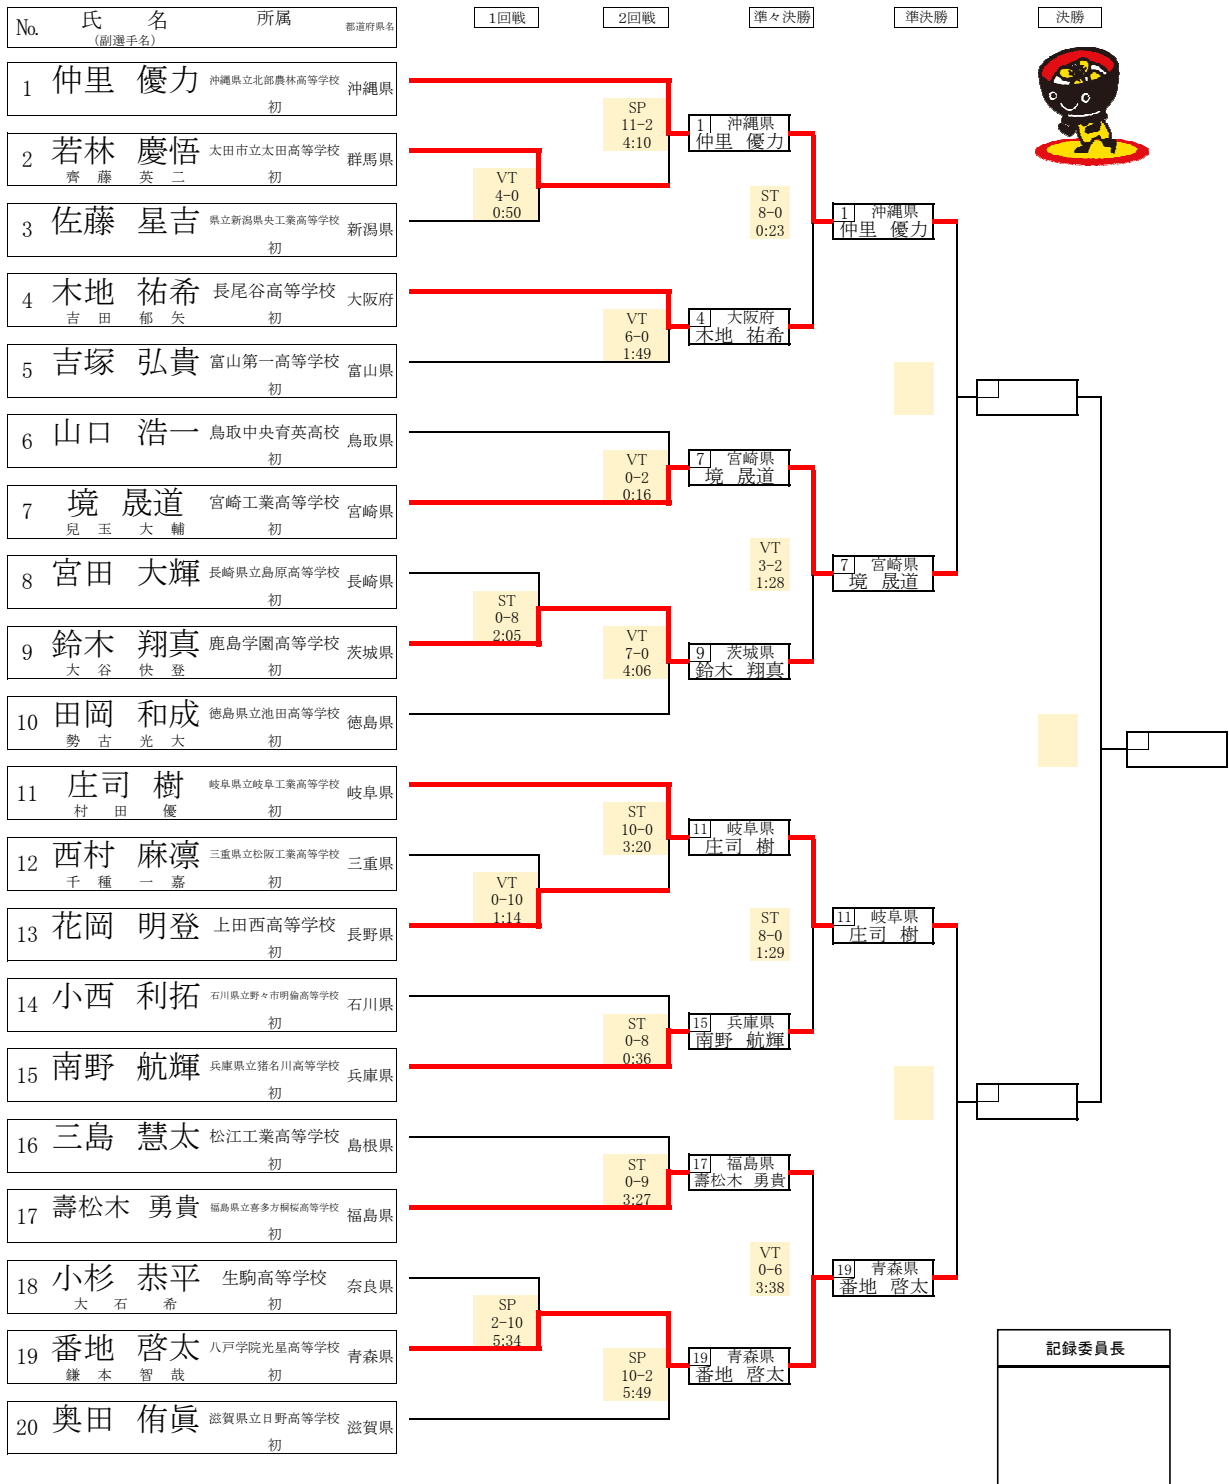 No. 氏 名 所属 都道府県名
(副選手名)
1回戦 2回戦 準々決勝 準決勝 決勝
1 仲里 優力 沖縄県立北部農林高等学校 沖縄県
初
2 若林 慶悟 太田市立太田高等学校 群馬県
齊藤英二 初
3 佐藤 星吉 県立新潟県央工業高等学校 新潟県
初
4 木地 祐希 長尾谷高等学校 大阪府
吉田郁矢 初
5 吉塚 弘貴 富山第一高等学校 富山県
初
6 山口 浩一 鳥取中央育英高校 鳥取県
初
7 境 晟道 宮崎工業高等学校 宮崎県
兒玉大輔 初
8 宮田 大輝 長崎県立島原高等学校 長崎県
初
9 鈴木 翔真 鹿島学園高等学校 茨城県
大谷快登 初
10 田岡 和成 徳島県立池田高等学校 徳島県
勢古光大 初
11 庄司 樹 岐阜県立岐阜工業高等学校 岐阜県
村田優 初
12 西村 麻凛 三重県立松阪工業高等学校 三重県
千種一嘉 初
13 花岡 明登 上田西高等学校 長野県
初
14 小西 利拓 石川県立野々市明倫高等学校 石川県
初
15 南野 航輝 兵庫県立猪名川高等学校 兵庫県
初
16 三島 慧太 松江工業高等学校 島根県
初
17 壽松木 勇貴 福島県立喜多方桐桜高等学校 福島県
初
18 小杉 恭平 生駒高等学校 奈良県
大石希 初
19 番地 啓太 八戸学院光星高等学校 青森県
鎌本智哉 初
20 奥田 侑眞 滋賀県立日野高等学校 滋賀県
初
VT
4-0
0:50
ST
0-8
2:05
VT
0-10
1:14
SP
2-10
5:34
SP
11-2
4:10
VT
6-0
1:49
VT
0-2
0:16
VT
7-0
4:06
ST
10-0
3:20
ST
0-8
0:36
ST
0-9
3:27
SP
10-2
5:49
1 沖縄県
仲里 優力
4 大阪府
木地 祐希
7 宮崎県
境 晟道
9 茨城県
鈴木 翔真
11 岐阜県
庄司 樹
15 兵庫県
南野 航輝
17 福島県
壽松木 勇貴
19 青森県
番地 啓太
ST
8-0
0:23
VT
3-2
1:28
ST
8-0
1:29
VT
0-6
3:38
1 沖縄県
仲里 優力
7 宮崎県
境 晟道
11 岐阜県
庄司 樹
19 青森県
番地 啓太
記録委員長